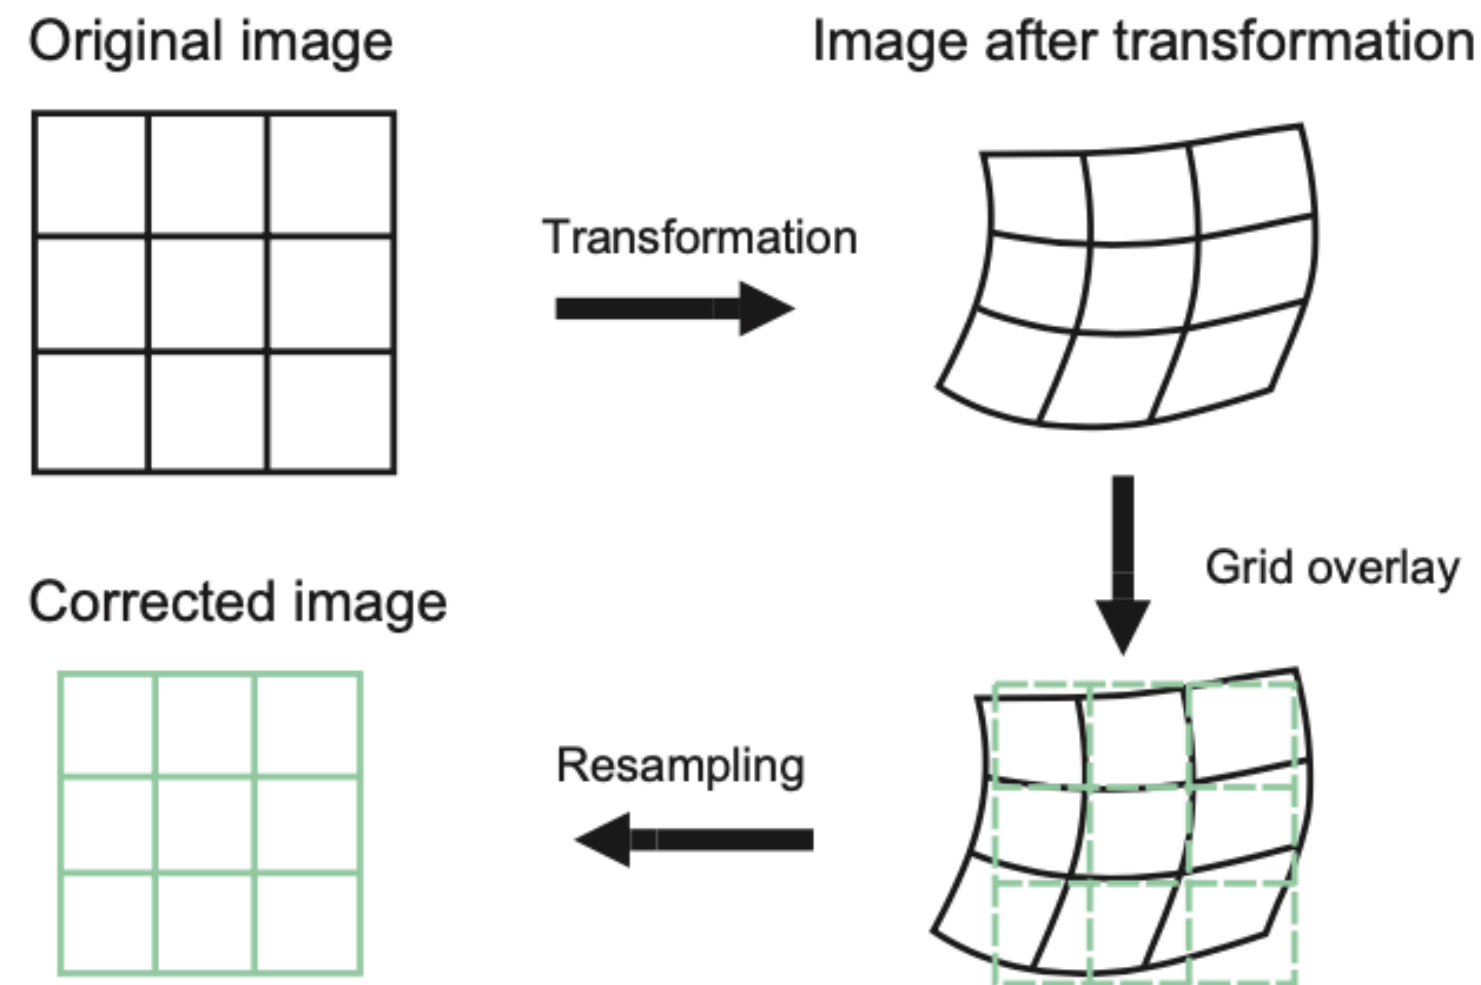 Original image
Image after transformation
Transformation
Grid overlay
Corrected image
Resampling